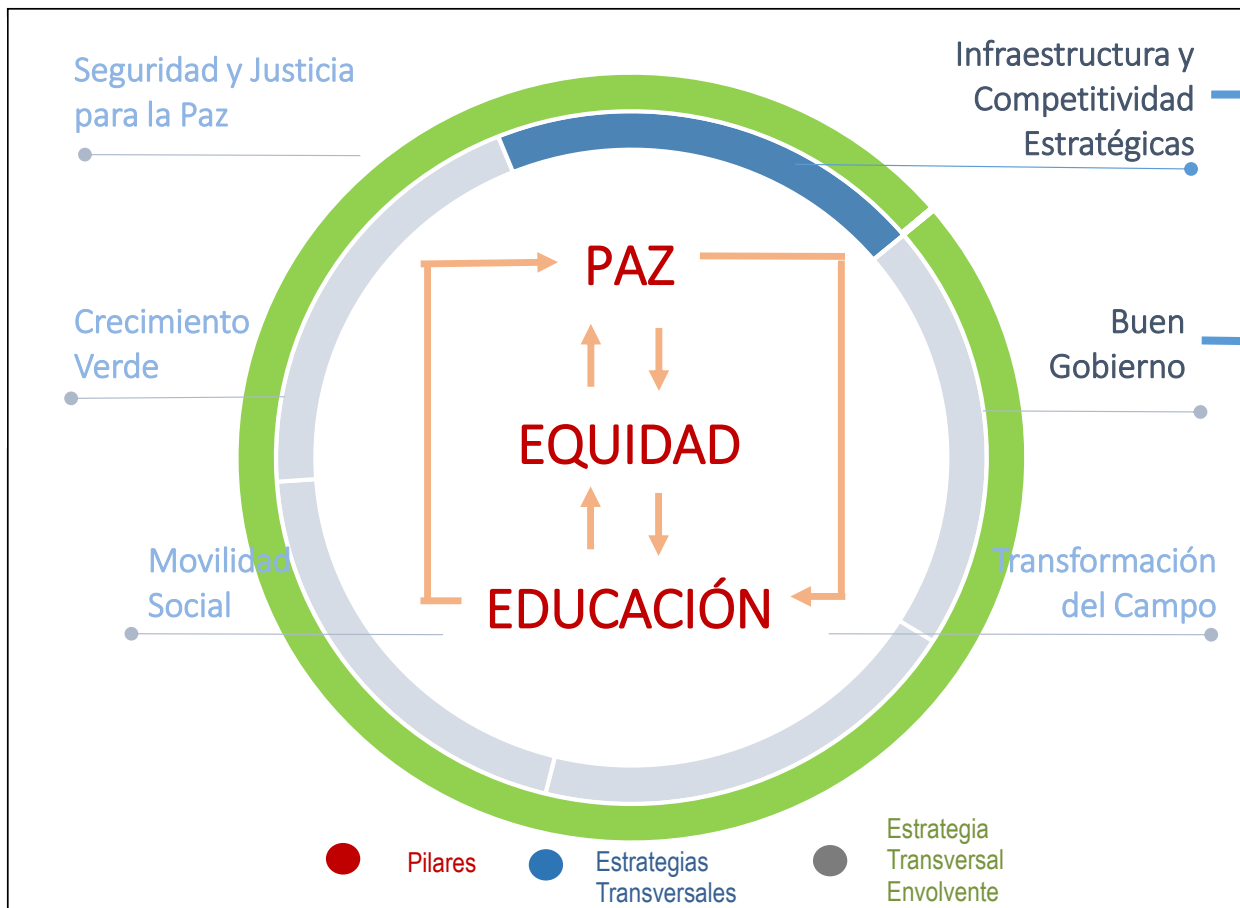 Seguridad y Justicia
para la Paz
Infraestructura y
Competitividad
Estratégicas
PAZ
Crecimiento
Verde
Buen
Gobierno
EQUIDAD
Movilidad
Social
EDUCACIÓN
Transformación
del Campo
Pilares
Estrategias
Transversales
Estrategia
Transversal
Envolvente